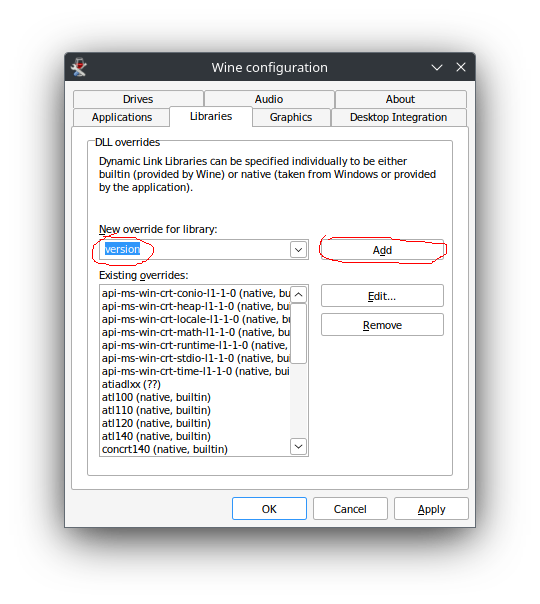 Wine configuration
Drives
Audio
About
Applications
Libraries
Graphics
Desktop Integration
DLL overrides
Dynamic Link Libraries can be specified individually to be either
builtin (provided by Wine) or native (taken from Windows or provided
by the application).
New override for library:
version
Add
Existing overrides:
api-ms-win-crt-conio-l1-1-0 (native, bu
api-ms-win-crt-heap-l1-1-0 (native, bu
api-ms-win-crt-locale-l1-1-0 (native, b
api-ms-win-crt-math-l1-1-0 (native, bu
api-ms-win-crt-runtime-l1-1-0 (native,
api-ms-win-crt-stdio-l1-1-0 (native, bu
api-ms-win-crt-time-l1-1-0 (native, bui
atiadlxx (??)
atl100 (native, builtin)
atl110 (native, builtin)
atl120 (native, builtin)
atl140 (native, builtin)
concrt140 (native, builtin)
Edit...
Remove
OK
Cancel
Apply